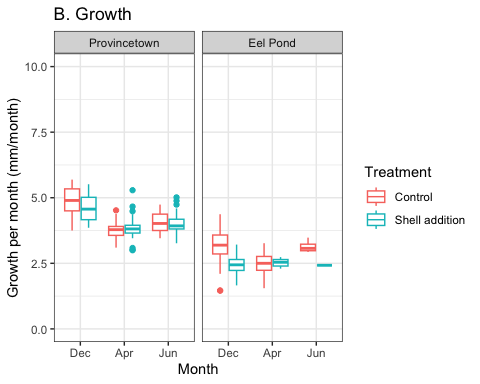 B. Growth
Provincetown Eel Pond
Growth per month (mm/month)
10.0
7.5
5.0
2.5
0.0
Dec Apr Jun Dec Apr Jun
Month
Treatment
Control
Shell addition